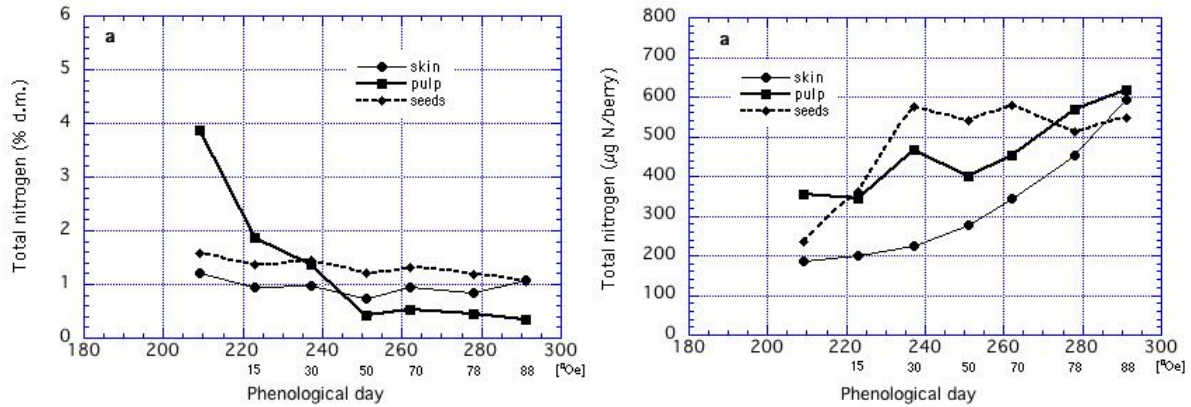 a
skin
pulp
seeds
Total nitrogen (% d.m.)
6
5
4
3
2
1
0
180 200 220 240 260 280 300
15 30 50 70 78 88 [°Oe]
Phenological day
a
skin
pulp
seeds
Total nitrogen (µg N/berry)
800
700
600
500
400
300
200
100
0
180 200 220 240 260 280 300
15 30 50 70 78 88 [°Oe]
Phenological day